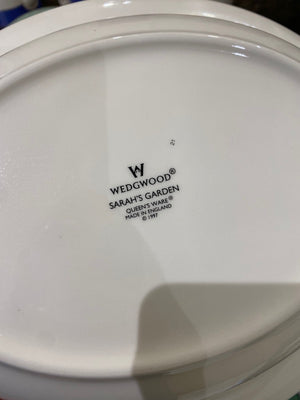 W
WEDGWOOD®
SARAH'S GARDEN
QUEEN'S WARE®
MADE IN ENGLAND
© 1997